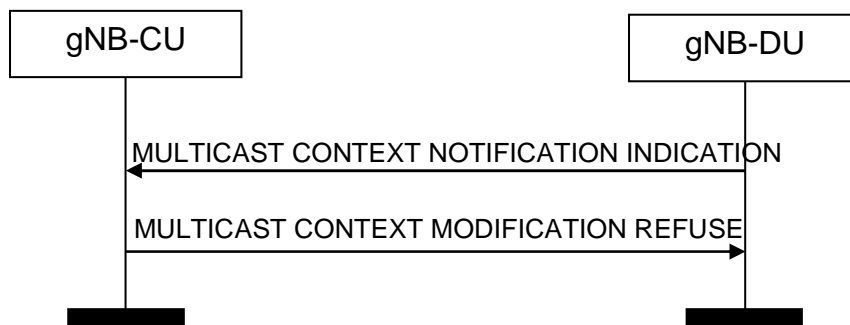 gNB-CU
gNB-DU
MULTICAST CONTEXT NOTIFICATION INDICATION
MULTICAST CONTEXT MODIFICATION REFUSE